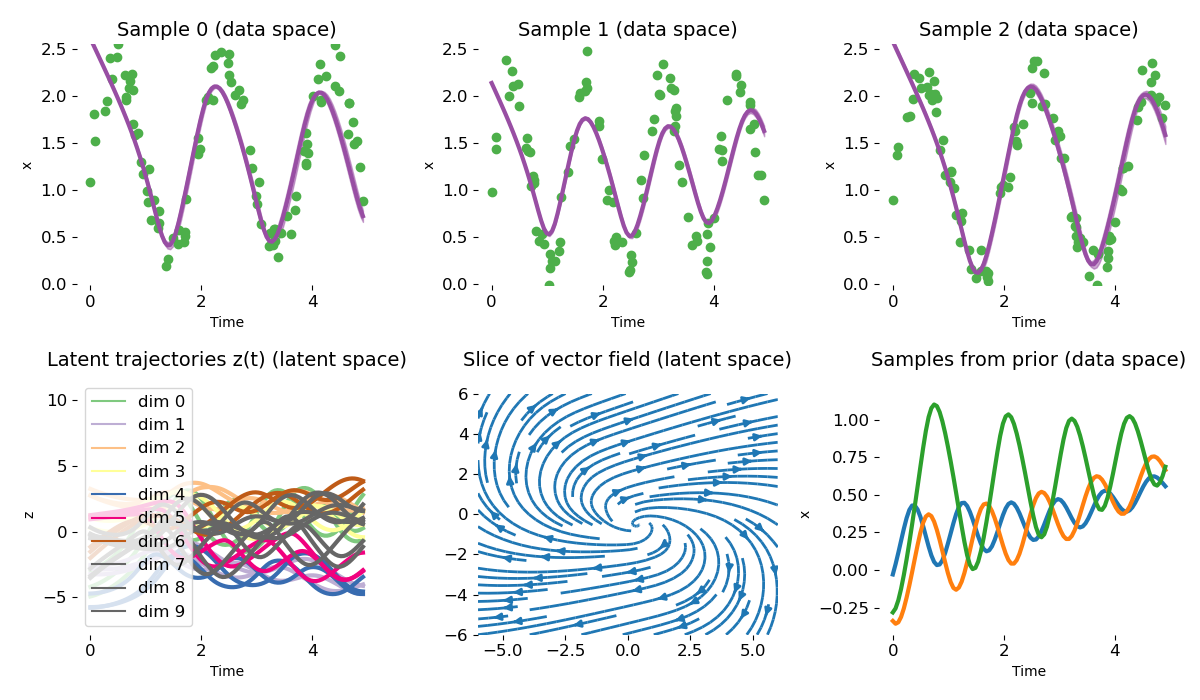 Sample 0 (data space)
2.5
2.0
1.5
1.0
0.5
0.0
x
0 2 4
Time
Sample 1 (data space)
2.5
2.0
1.5
1.0
0.5
0.0
x
0 2 4
Time
Sample 2 (data space)
2.5
2.0
1.5
1.0
0.5
0.0
x
0 2 4
Time
Latent trajectories z(t) (latent space)
10
5
0
−5
z
dim 0
dim 1
dim 2
dim 3
dim 4
dim 5
dim 6
dim 7
dim 8
dim 9
0 2 4
Time
Slice of vector field (latent space)
6
4
2
0
−2
−4
−6
−5.0 −2.5 0.0 2.5 5.0
Samples from prior (data space)
1.00
0.75
0.50
0.25
0.00
−0.25
x
0 2 4
Time